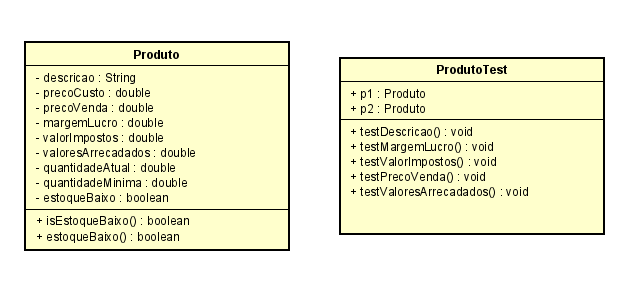 Produto
- descricao : String
- precoCusto : double
- precoVenda : double
- margemLucro : double
- valorImpostos : double
- valoresArrecadados : double
- quantidadeAtual : double
- quantidadeMinima : double
- estoqueBaixo : boolean
+ isEstoqueBaixo() : boolean
+ estoqueBaixo() : boolean
ProdutoTest
+ p1 : Produto
+ p2 : Produto
+ testDescricao() : void
+ testMargemLucro() : void
+ testValorImpostos() : void
+ testPrecoVenda() : void
+ testValoresArrecadados() : void